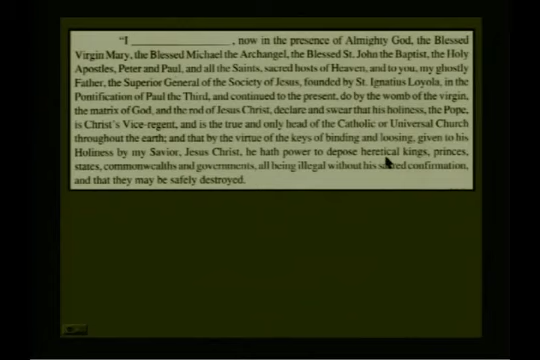 "I ________________, now in the presence of Almighty God, the Blessed
Virgin Mary, the Blessed Michael the Archangel, the Blessed St. John the Baptist, the Holy
Apostles, Peter and Paul, and all the Saints, sacred hosts of Heaven, and to you, my ghostly
Father, the Superior General of the Society of Jesus, founded by St. Ignatius Loyola, in the
Pontification of Paul the Third, and continued to the present, do by the womb of the virgin,
the matrix of God, and the rod of Jesus Christ, declare and swear that his holiness, the Pope,
is Christ's Vice-regent, and is the true and only head of the Catholic or Universal Church
throughout the earth; and that by virtue of the keys of binding and loosing, given to his
Holiness by my Savior, Jesus Christ, he hath power to depose heretical kings, princes,
states, commonwealths and governments, all being illegal without his sacred confirmation,
and that they may be safely destroyed.